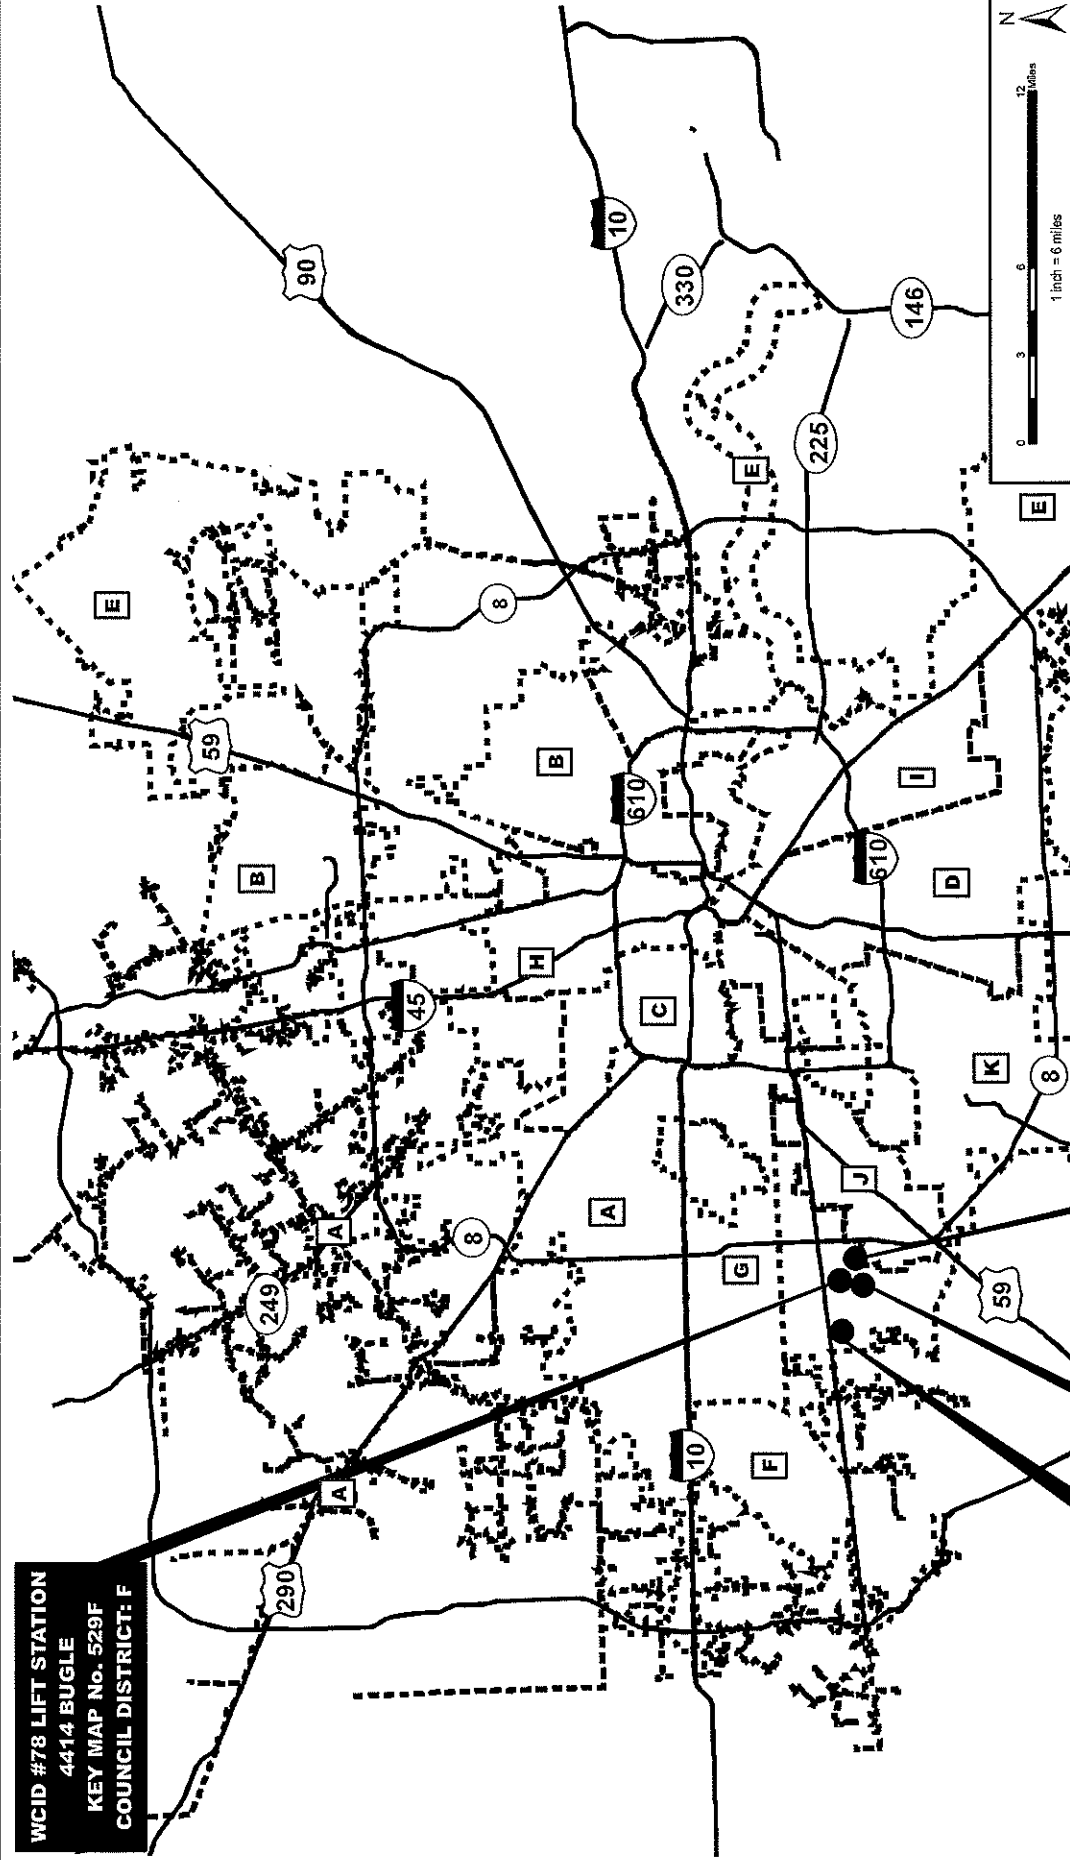 WCID #78 LIFT STATION
4414 BUGLE
KEY MAP No. 529F
COUNCIL DISTRICT: F
290
A
249
A
B
59
E
90
45
8
H
B
8
A
610
C
10
10
F
G
E
330
J
610
225
D
I
146
59
K
8
E
N
0
3
6
12
Miles
1 inch = 6 miles